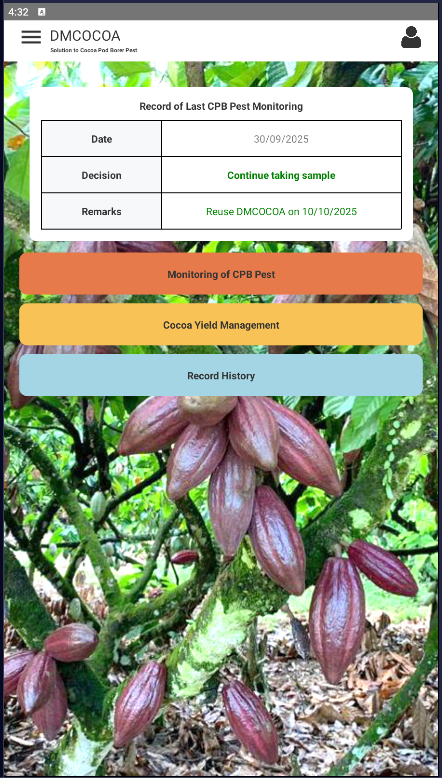 4:32 A
DMCOCOA
Solution to Cocoa Pod Borer Pest
Record of Last CPB Pest Monitoring
Date 30/09/2025
Decision Continue taking sample
Remarks Reuse DMCOCOA on 10/10/2025
Monitoring of CPB Pest
Cocoa Yield Management
Record History